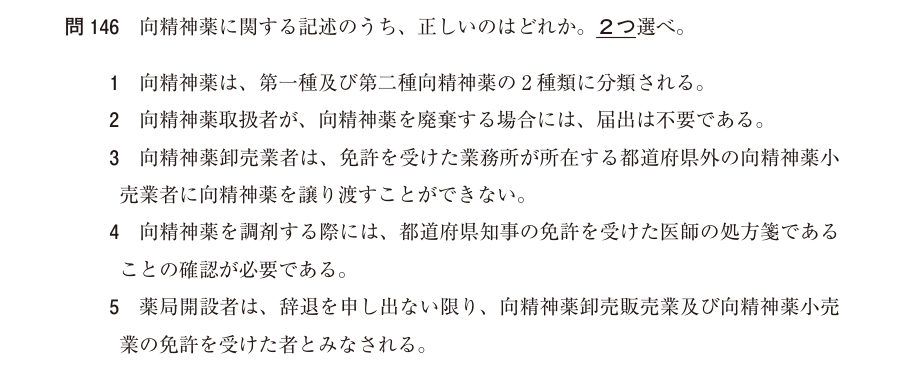 問 146 向精神薬に関する記述のうち、正しいのはどれか。２つ選べ。
1 向精神薬は、第一種及び第二種向精神薬の２種類に分類される。
2 向精神薬取扱者が、向精神薬を廃棄する場合には、届出は不要である。
3 向精神薬卸売業者は、免許を受けた業務所が所在する都道府県外の向精神薬小
売業者に向精神薬を譲り渡すことができない。
4 向精神薬を調剤する際には、都道府県知事の免許を受けた医師の処方箋である
ことの確認が必要である。
5 薬局開設者は、辞退を申し出ない限り、向精神薬卸売販売業及び向精神薬小売
業の免許を受けた者とみなされる。